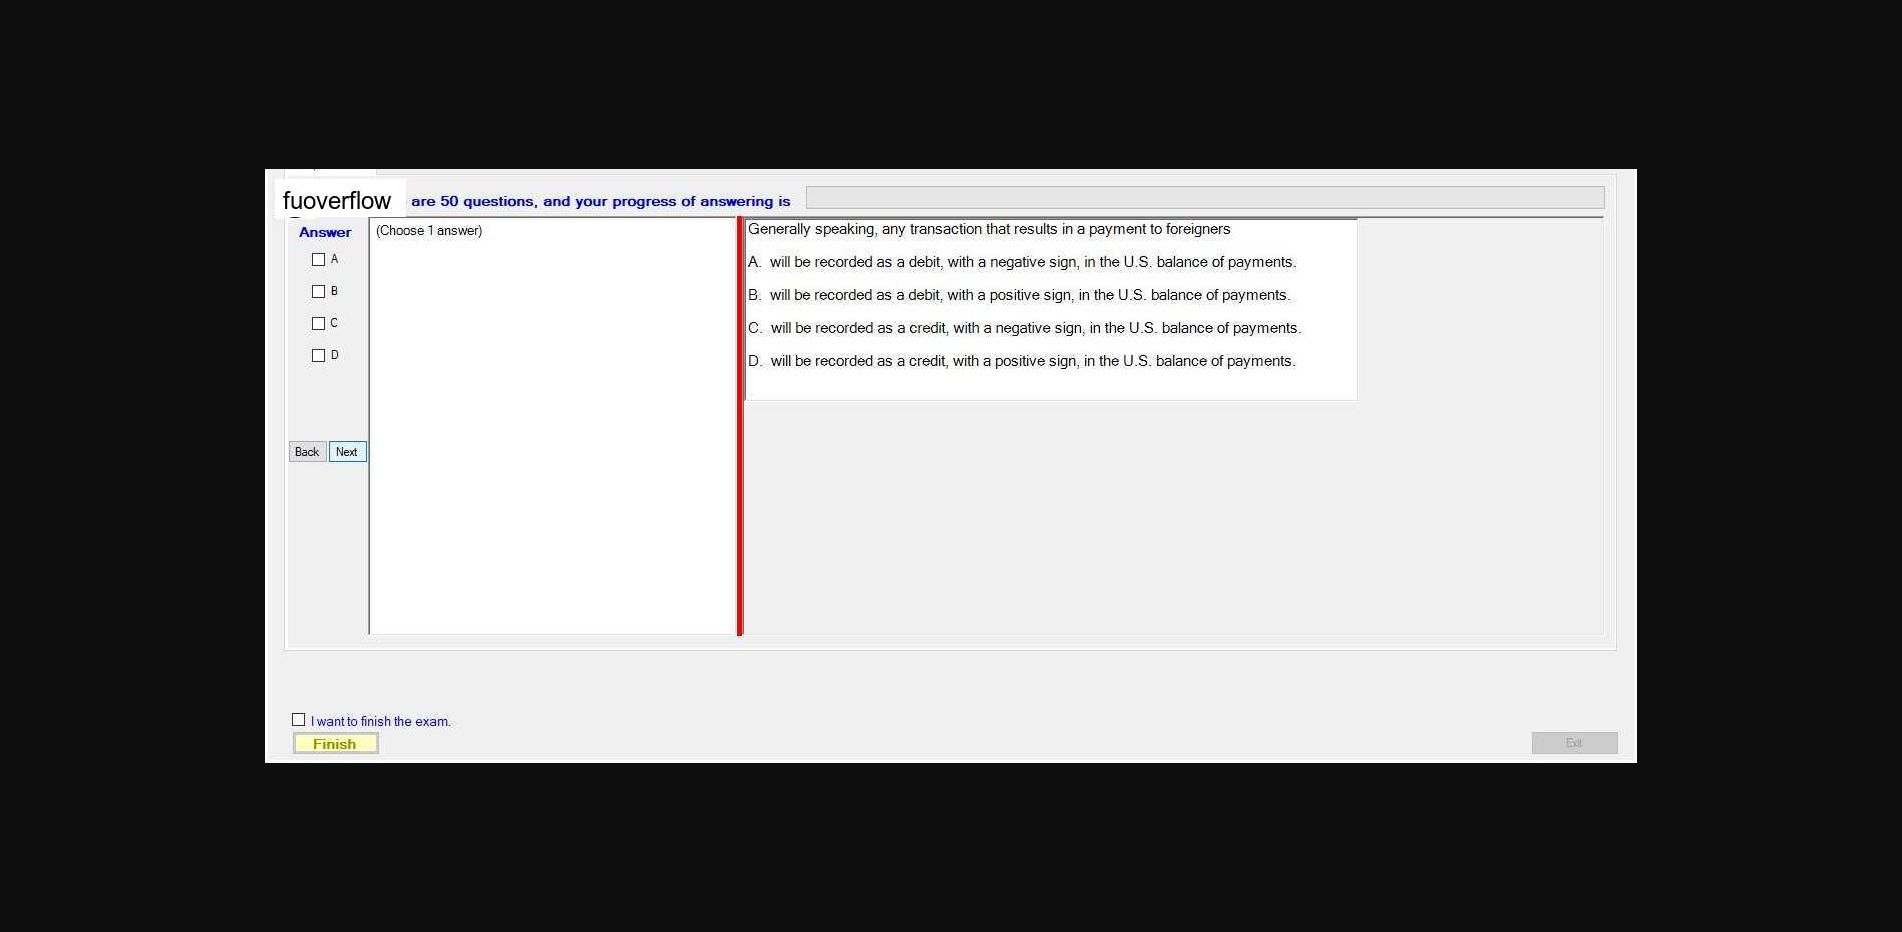 fuoverflow are 50 questions, and your progress of answering is
Answer
(Choose 1 answer)
A
B
C
D
Back Next
Generally speaking, any transaction that results in a payment to foreigners
A. will be recorded as a debit, with a negative sign, in the U.S. balance of payments.
B. will be recorded as a debit, with a positive sign, in the U.S. balance of payments.
C. will be recorded as a credit, with a negative sign, in the U.S. balance of payments.
D. will be recorded as a credit, with a positive sign, in the U.S. balance of payments.
I want to finish the exam.
Finish
Exit